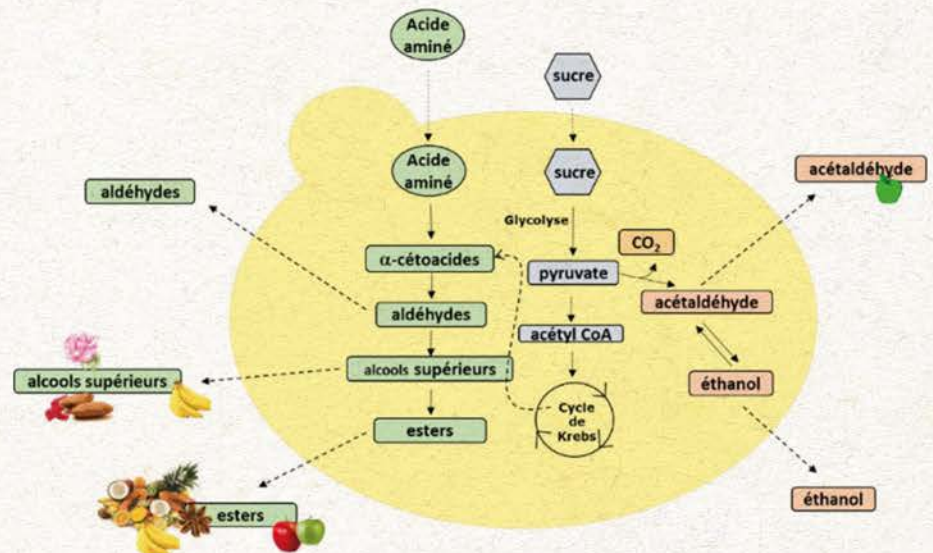 Acide
aminé
sucre
Acide
aminé
sucre
aldéhydes
acétaldéhyde
Glycolyse
CO₂
α-cétoacides
pyruvate
aldéhydes
acétaldéhyde
acétyl CoA
alcools supérieurs
alcools supérieurs
éthanol
Cycle
de
Krebs
esters
esters
éthanol